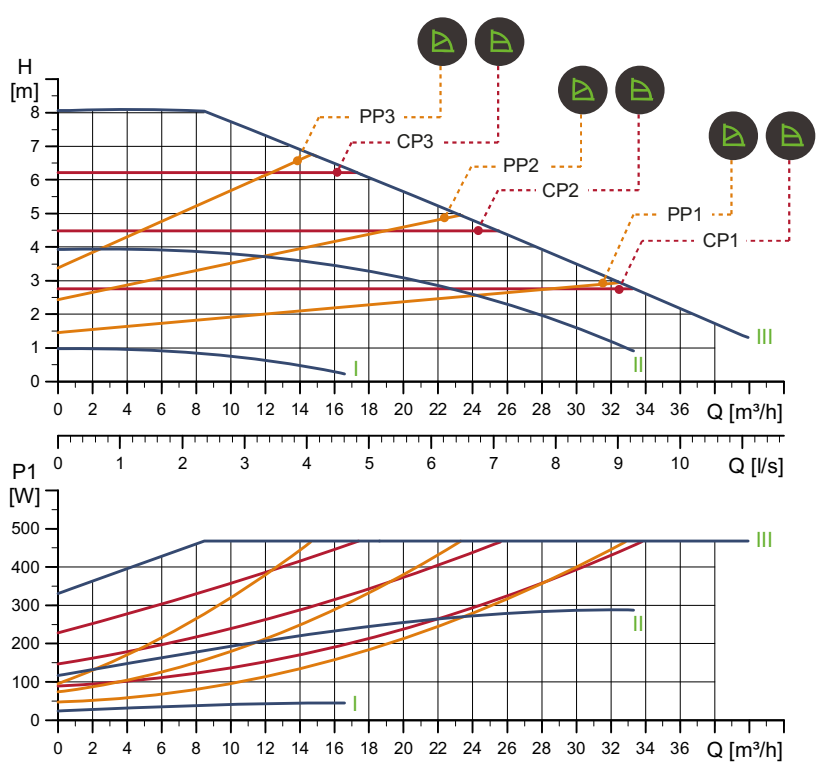 H
[m]
8
7
6
5
4
3
2
1
0
PP3
CP3
PP2
CP2
PP1
CP1
I
II
III
0 2 4 6 8 10 12 14 16 18 20 22 24 26 28 30 32 34 36 Q [m³/h]
0 1 2 3 4 5 6 7 8 9 10 Q [l/s]
P1
[W]
500
400
300
200
100
0
III
II
I
0 2 4 6 8 10 12 14 16 18 20 22 24 26 28 30 32 34 36 Q [m³/h]